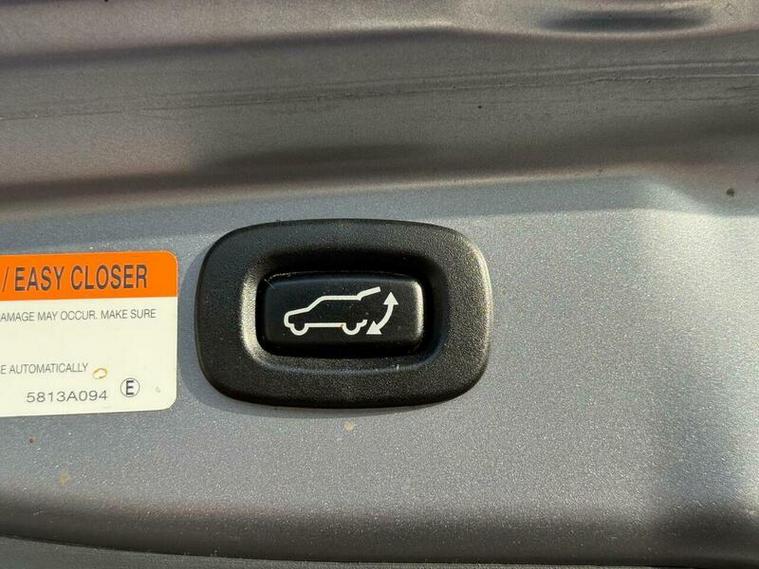 / EASY CLOSER
AMAGE MAY OCCUR. MAKE SURE
E AUTOMATICALLY
5813A094 E